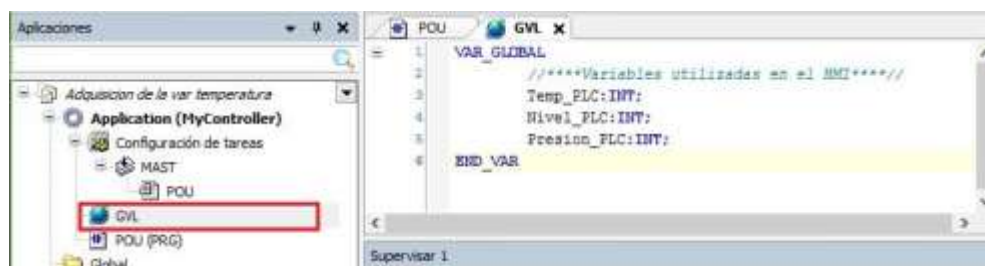 Aplicaciones
Adquisicion de la var temperatura
Application (MyController)
Configuración de tareas
MAST
POU
GVL
POU (PRG)
Global
POU
GVL
1 VAR_GLOBAL
2 //****Variables utilizadas en el HMI****//
3 Temp_PLC:INT;
4 Nivel_PLC:INT;
5 Presion_PLC:INT;
6 END_VAR
Supervisar 1